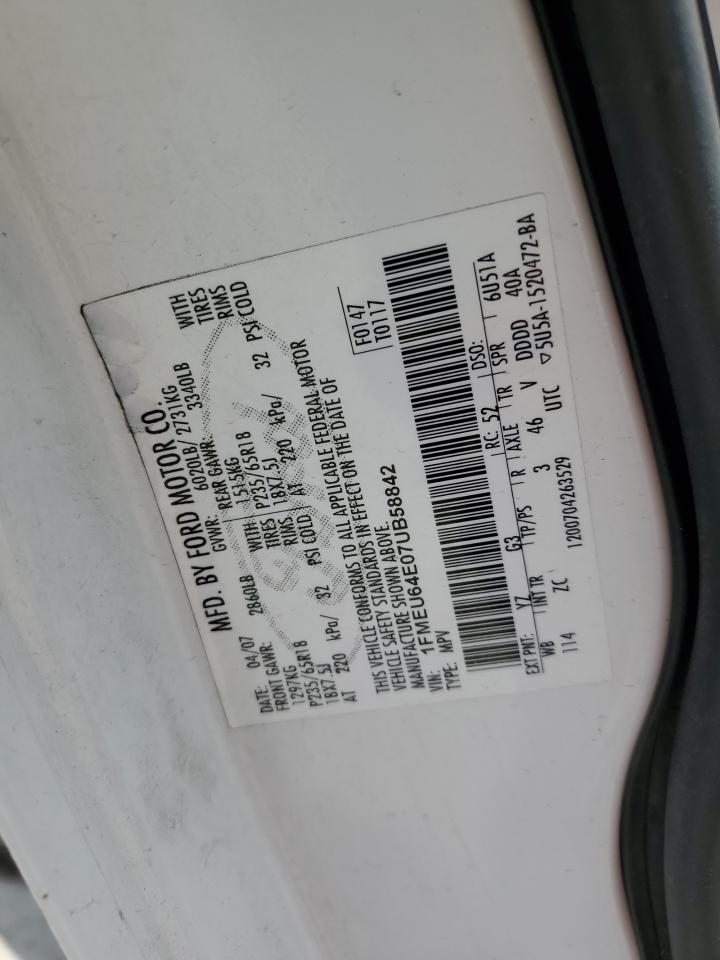 MFD. BY FORD MOTOR CO.
DATE: 04/07 GVWR: 6020LB/ 2731KG
FRONT GAWR: 2860LB REAR GAWR: 3340LB
1297KG WITH 1515KG WITH
P235/65R18 TIRES P235/65R18 TIRES
18X7.5J RIMS 18X7.5J RIMS
AT 220 kPa/ 32 PSI COLD AT 220 kPa/ 32 PSI COLD
THIS VEHICLE CONFORMS TO ALL APPLICABLE FEDERAL MOTOR
VEHICLE SAFETY STANDARDS IN EFFECT ON THE DATE OF
MANUFACTURE SHOWN ABOVE.
VIN: 1FMEU64E07UB58842
TYPE: MPV
F0147
T0117
EXT PNT: YZ G3 RC: 52 DSO:
WB INT TR TP/PS R AXLE TR SPR 6U51A
114 ZC 3 46 V DDDD 40A
1200704263529 UTC ▽5U5A-1520472-BA